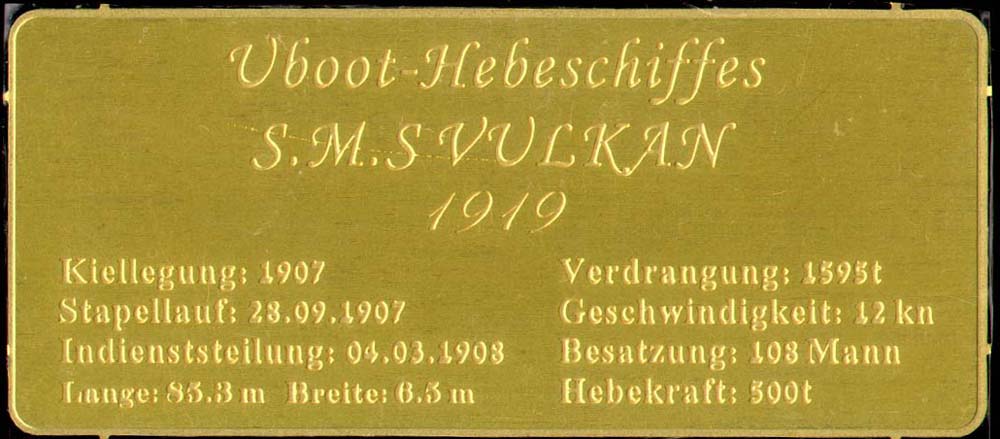 Uboot-Hebeschiffes
S.M.S VULKAN
1919
Kiellegung: 1907
Stapellauf: 28.09.1907
Indienststeilung: 04.03.1908
Lange: 85.3 m Breite: 6.5 m
Verdrangung: 1595t
Geschwindigkeit: 12 kn
Besatzung: 108 Mann
Hebekraft: 500t